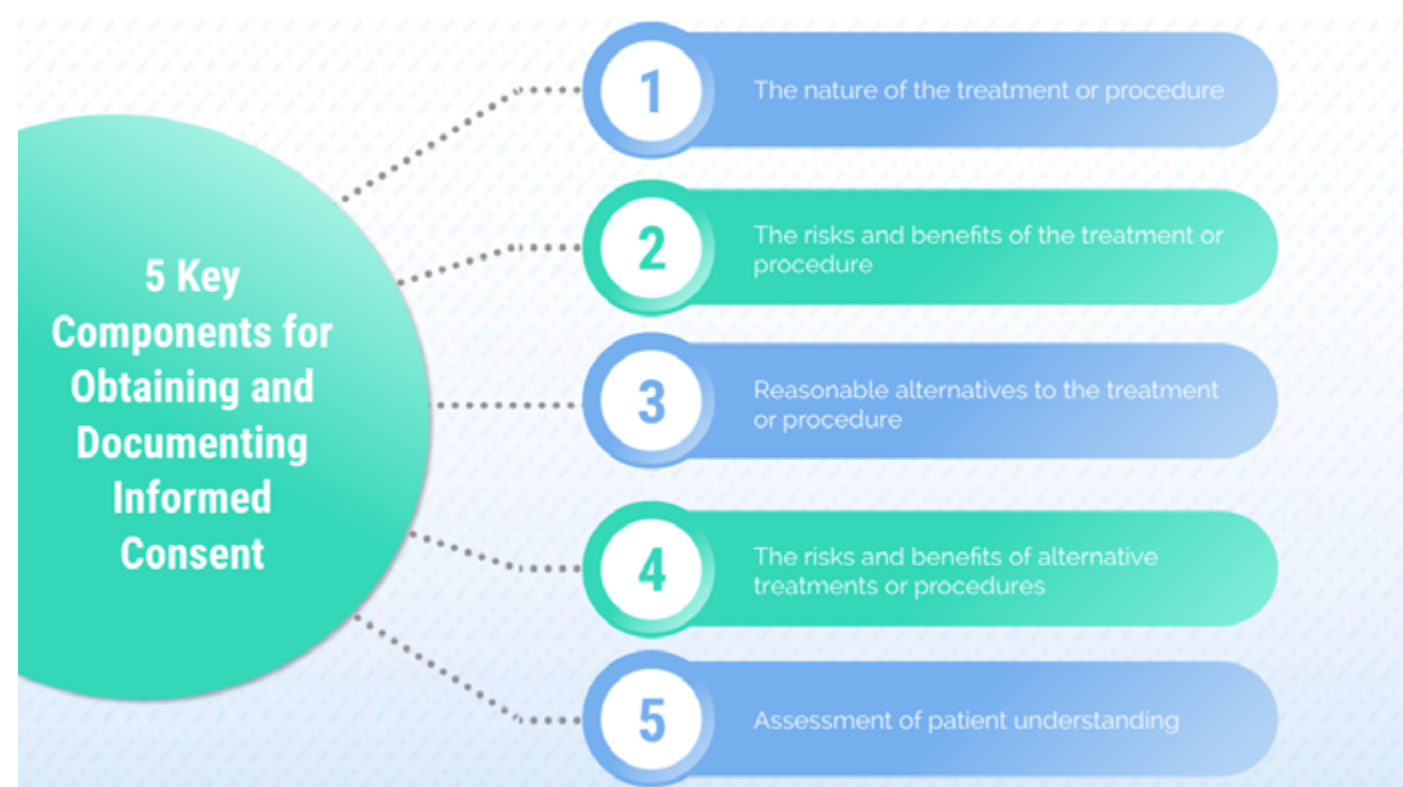 5 Key
Components for
Obtaining and
Documenting
Informed
Consent
1
The nature of the treatment or procedure
2
The risks and benefits of the treatment or
procedure
3
Reasonable alternatives to the treatment
or procedure
4
The risks and benefits of alternative
treatments or procedures
5
Assessment of patient understanding